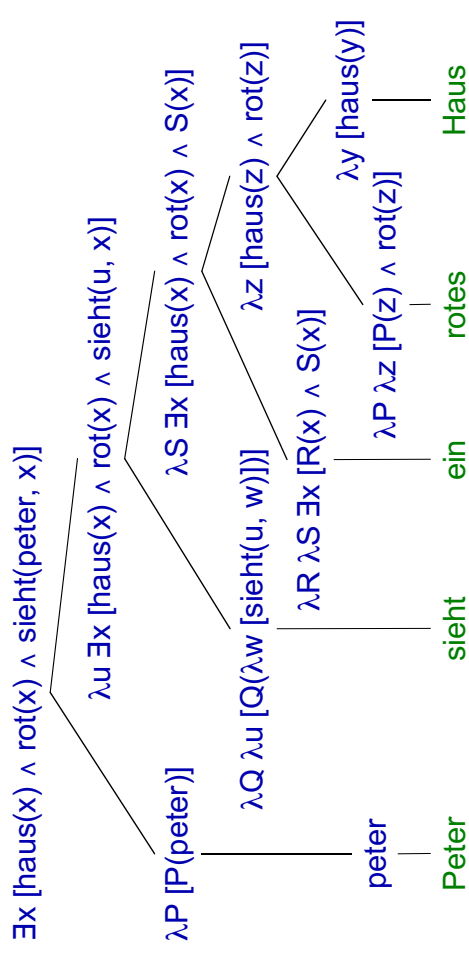 ∃x [haus(x) ∧ rot(x) ∧ sieht(peter, x)]
λu ∃x [haus(x) ∧ rot(x) ∧ sieht(u, x)]
λS ∃x [haus(x) ∧ rot(x) ∧ S(x)]
λP [P(peter)]
λQ λu [Q(λw [sieht(u, w)])]
λz [haus(z) ∧ rot(z)]
λR λS ∃x [R(x) ∧ S(x)]
λy [haus(y)]
peter
λP λz [P(z) ∧ rot(z)]
Peter sieht ein rotes Haus